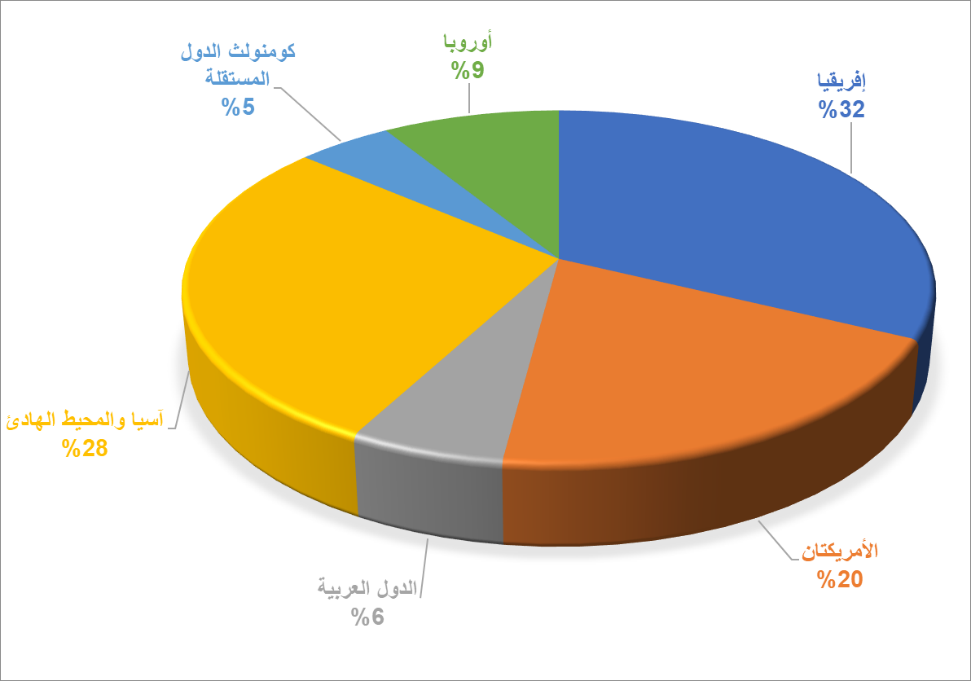 أوروبا
%9
كومنولث الدول
المستقلة
%5
إفريقيا
%32
آسيا والمحيط الهادئ
%28
الأمريكتان
%20
الدول العربية
%6